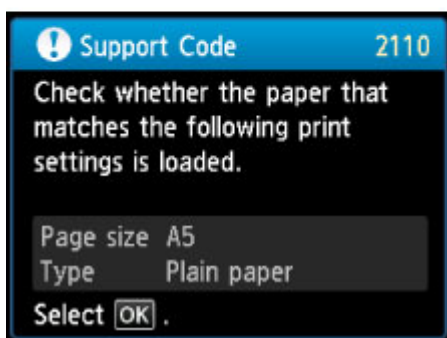 Support Code 2110
Check whether the paper that
matches the following print
settings is loaded.
Page size A5
Type Plain paper
Select OK .